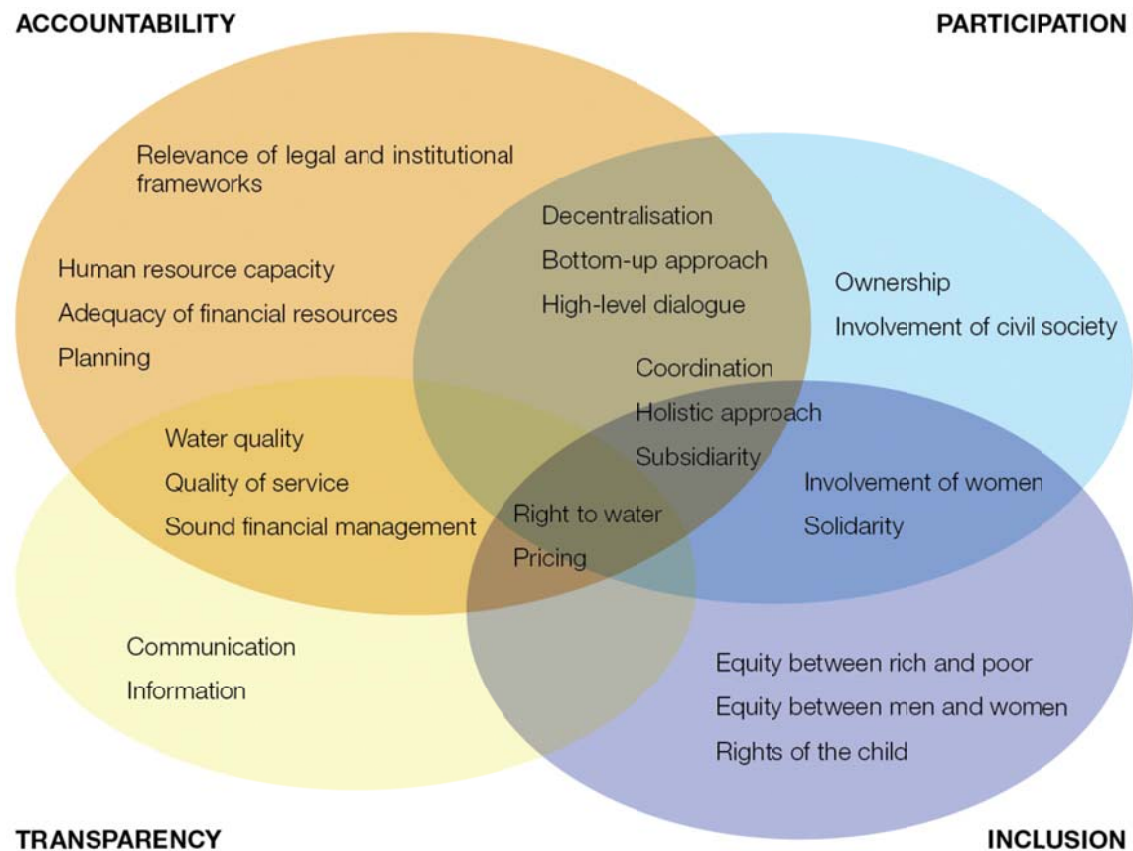 ACCOUNTABILITY
PARTICIPATION
Relevance of legal and institutional
frameworks
Human resource capacity
Adequacy of financial resources
Planning
Decentralisation
Bottom-up approach
High-level dialogue
Ownership
Involvement of civil society
Coordination
Holistic approach
Subsidiarity
Water quality
Quality of service
Sound financial management
Right to water
Pricing
Involvement of women
Solidarity
Communication
Information
Equity between rich and poor
Equity between men and women
Rights of the child
TRANSPARENCY
INCLUSION